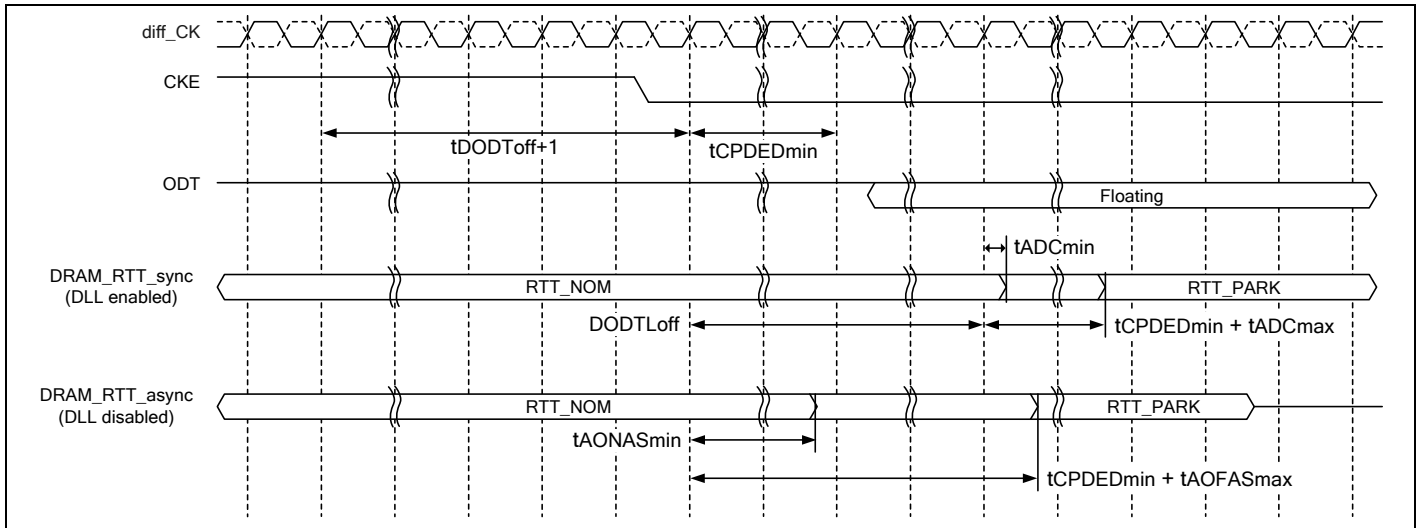 diff_CK
CKE
tDODToff+1
tCPDEDmin
ODT
Floating
tADCmin
DRAM_RTT_sync
(DLL enabled)
RTT_NOM
RTT_PARK
DODTLoff
tCPDEDmin + tADCmax
DRAM_RTT_async
(DLL disabled)
RTT_NOM
RTT_PARK
tAONASmin
tCPDEDmin + tAOFASmax